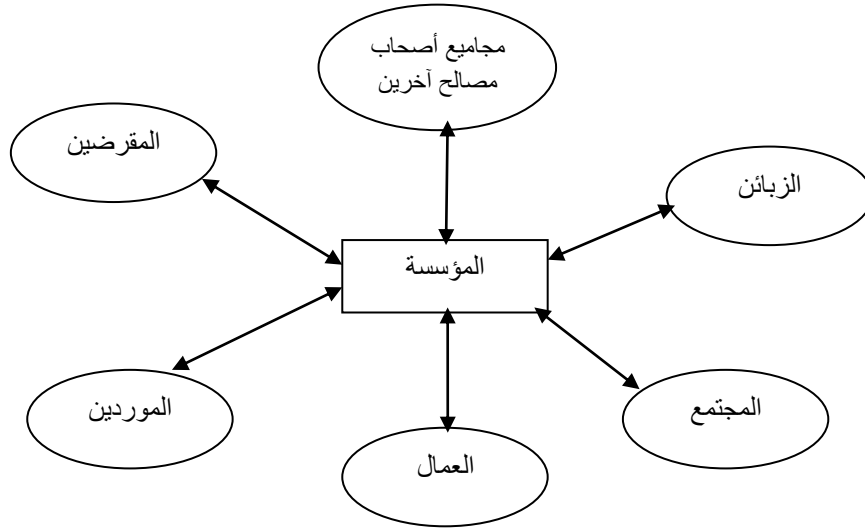 مجاميع أصحاب
مصالح آخرين
المقرضين
الزبائن
المؤسسة
الموردين
المجتمع
العمال